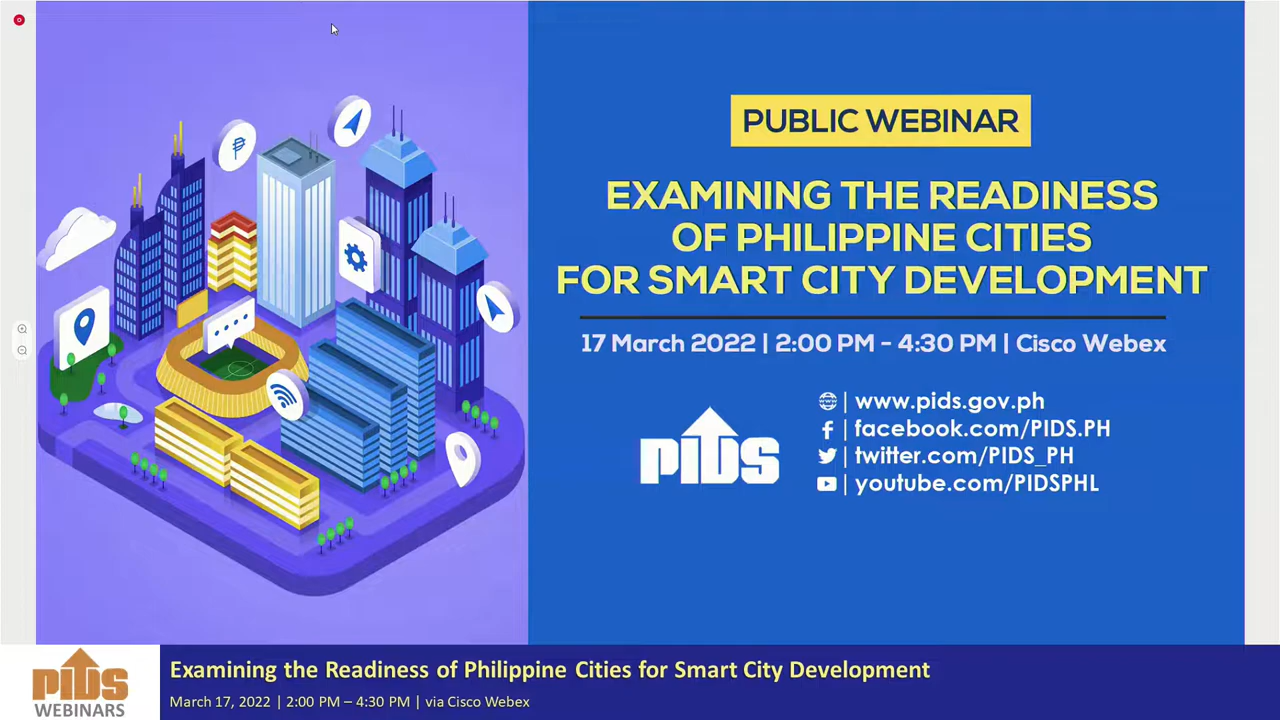 PUBLIC WEBINAR
EXAMINING THE READINESS
OF PHILIPPINE CITIES
FOR SMART CITY DEVELOPMENT
17 March 2022 | 2:00 PM - 4:30 PM | Cisco Webex
PIDS
| www.pids.gov.ph
| facebook.com/PIDS.PH
| twitter.com/PIDS_PH
| youtube.com/PIDSPHL
PIDS
WEBINARS
Examining the Readiness of Philippine Cities for Smart City Development
March 17, 2022 | 2:00 PM – 4:30 PM | via Cisco Webex